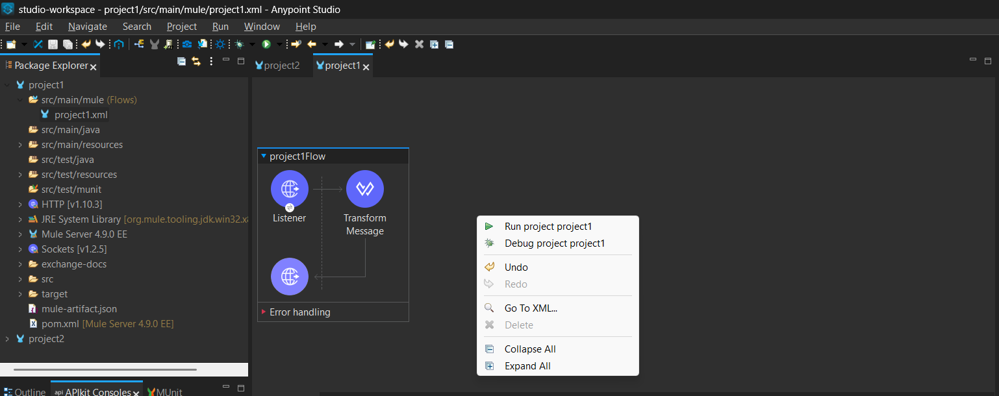 studio-workspace - project1/src/main/mule/project1.xml - Anypoint Studio
File Edit Navigate Search Project Run Window Help
Package Explorer
project2
project1
project1
src/main/mule (Flows)
project1.xml
src/main/java
src/main/resources
src/test/java
src/test/resources
src/test/munit
HTTP [v1.10.3]
JRE System Library [org.mule.tooling.jdk.win32.x8
Mule Server 4.9.0 EE
Sockets [v1.2.5]
exchange-docs
src
target
mule-artifact.json
pom.xml [Mule Server 4.9.0 EE]
project2
project1Flow
Listener
Transform
Message
Error handling
Run project project1
Debug project project1
Undo
Redo
Go To XML...
Delete
Collapse All
Expand All
Outline
api APIkit Consoles
MUnit